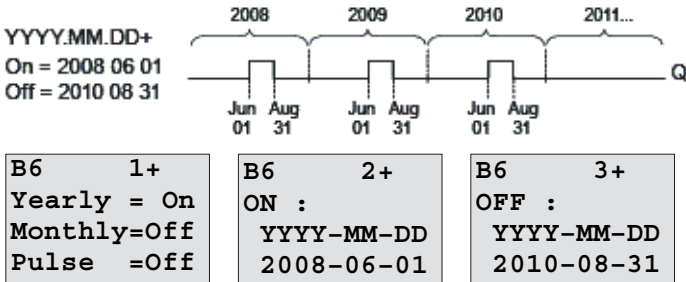 2008 2009 2010 2011...
YYYY.MM.DD+
On = 2008 06 01
Off = 2010 08 31
Q
Jun Aug Jun Aug Jun Aug
01 31 01 31 01 31
B6 1+
Yearly = On
Monthly=Off
Pulse =Off
B6 2+
ON :
YYYY-MM-DD
2008-06-01
B6 3+
OFF :
YYYY-MM-DD
2010-08-31